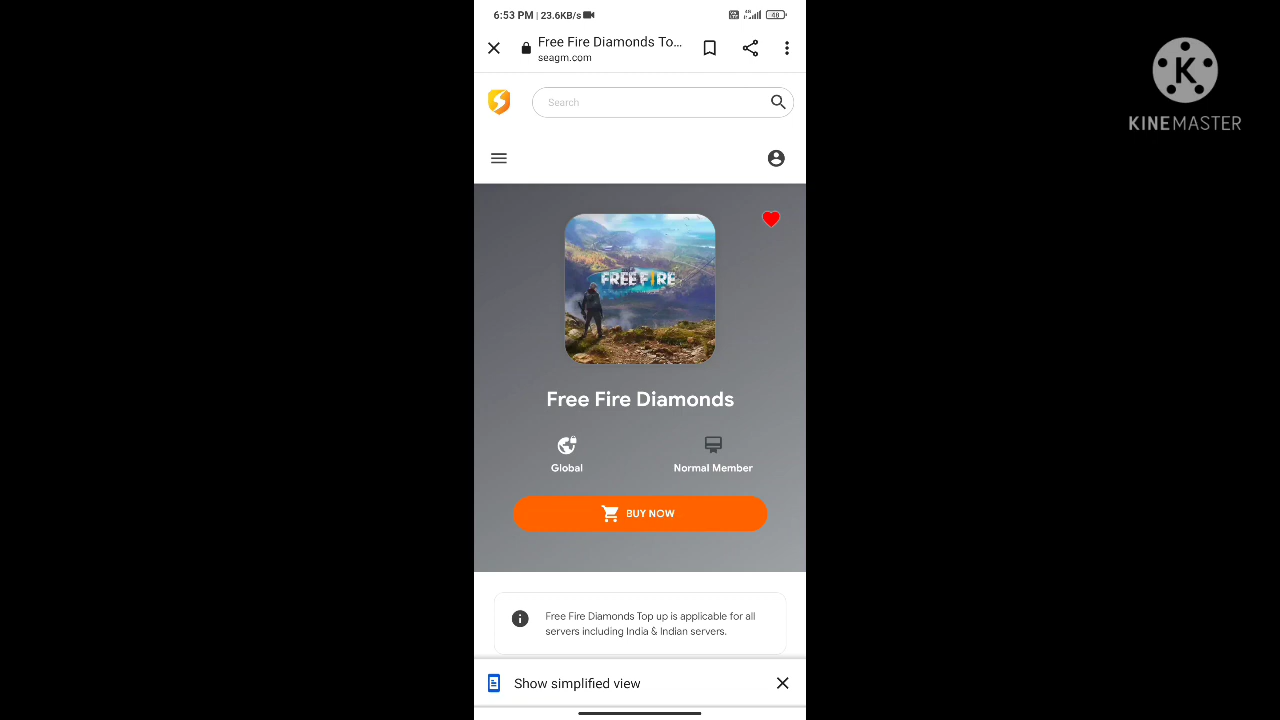 6:53 PM | 23.6KB/s
48
Free Fire Diamonds To...
seagm.com
K
KINEMASTER
Search
FREE FIRE
Free Fire Diamonds
Global
Normal Member
BUY NOW
Free Fire Diamonds Top up is applicable for all
servers including India & Indian servers.
Show simplified view